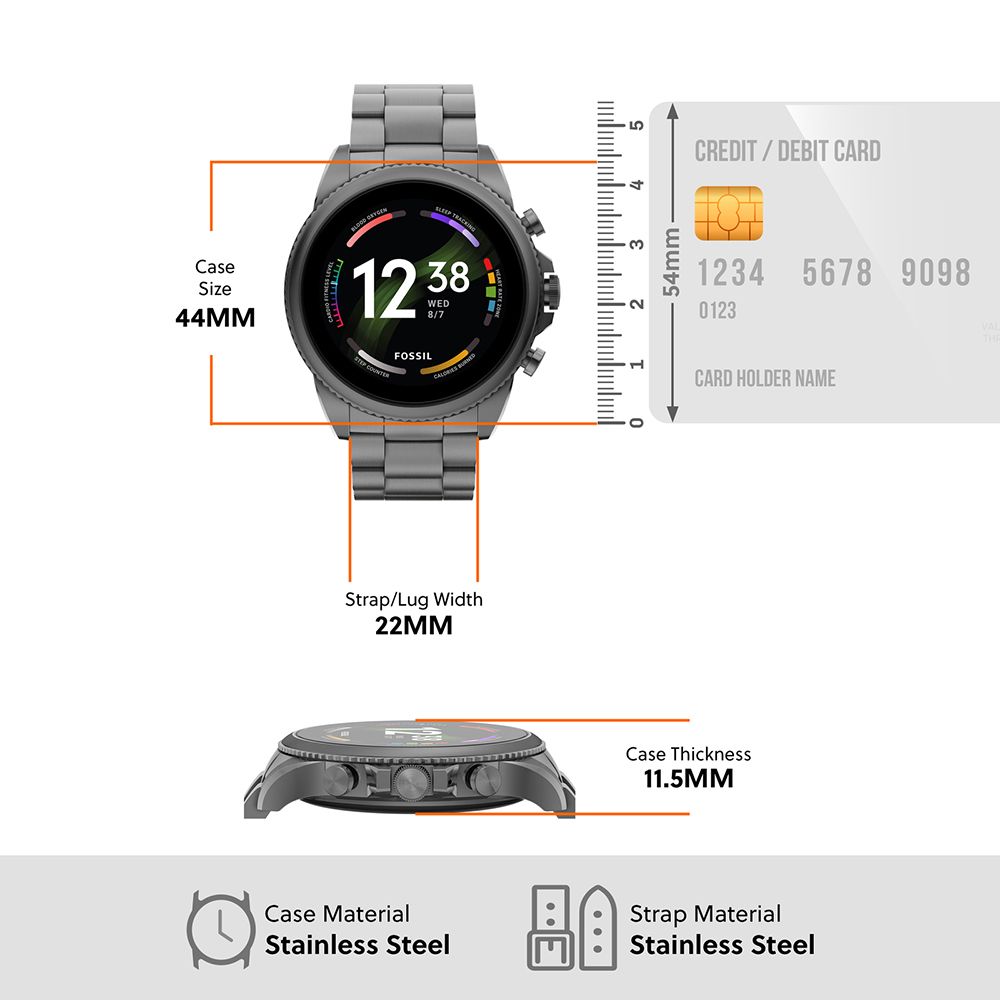 5
4
3
2
1
0
54mm
CREDIT / DEBIT CARD
1234 5678 9098
0123
CARD HOLDER NAME
Case
Size
44MM
BLOOD OXYGEN
SLEEP TRACKING
CARDIO FITNESS LEVEL
HEART RATE ZONE
12 38
WED
8/7
FOSSIL
STEP COUNTER
CALORIES BURNED
Strap/Lug Width
22MM
12
38
Case Thickness
11.5MM
Case Material
Stainless Steel
Strap Material
Stainless Steel